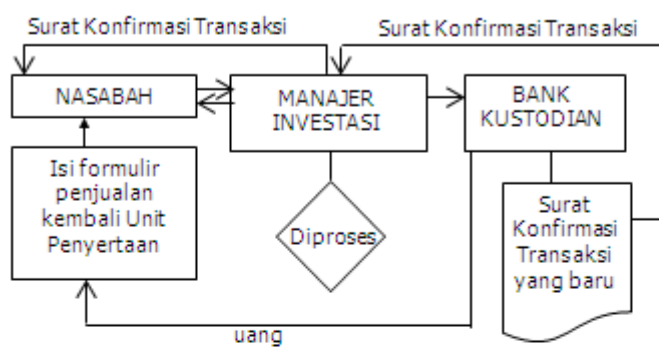 Surat Konfirmasi Transaksi
Surat Konfirmasi Transaksi
NASABAH
MANAJER
INVESTASI
BANK
KUSTODIAN
Isi formulir
penjualan
kembali Unit
Penyertaan
Diproses
Surat
Konfirmasi
Transaksi
yang baru
uang